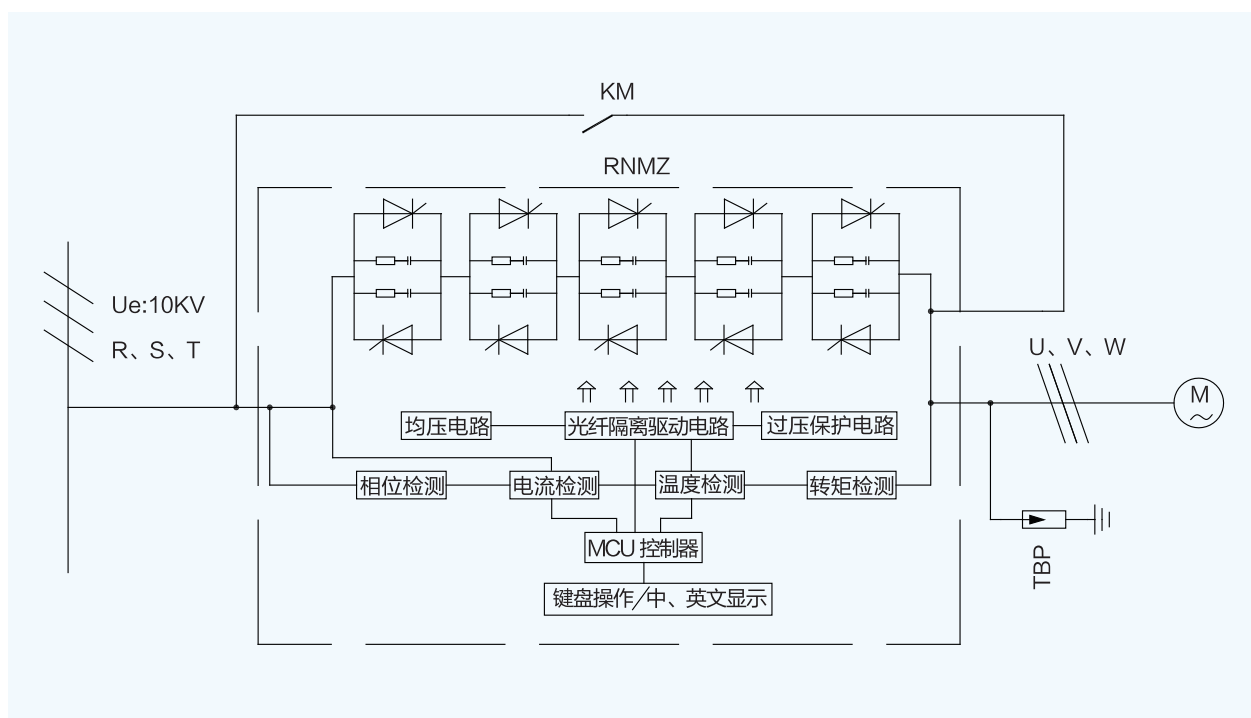 KM
RNMZ
Ue:10KV
R、S、T
U、V、W
M
均压电路
光纤隔离驱动电路
过压保护电路
相位检测
电流检测
温度检测
转矩检测
MCU 控制器
TBP
键盘操作/中、英文显示